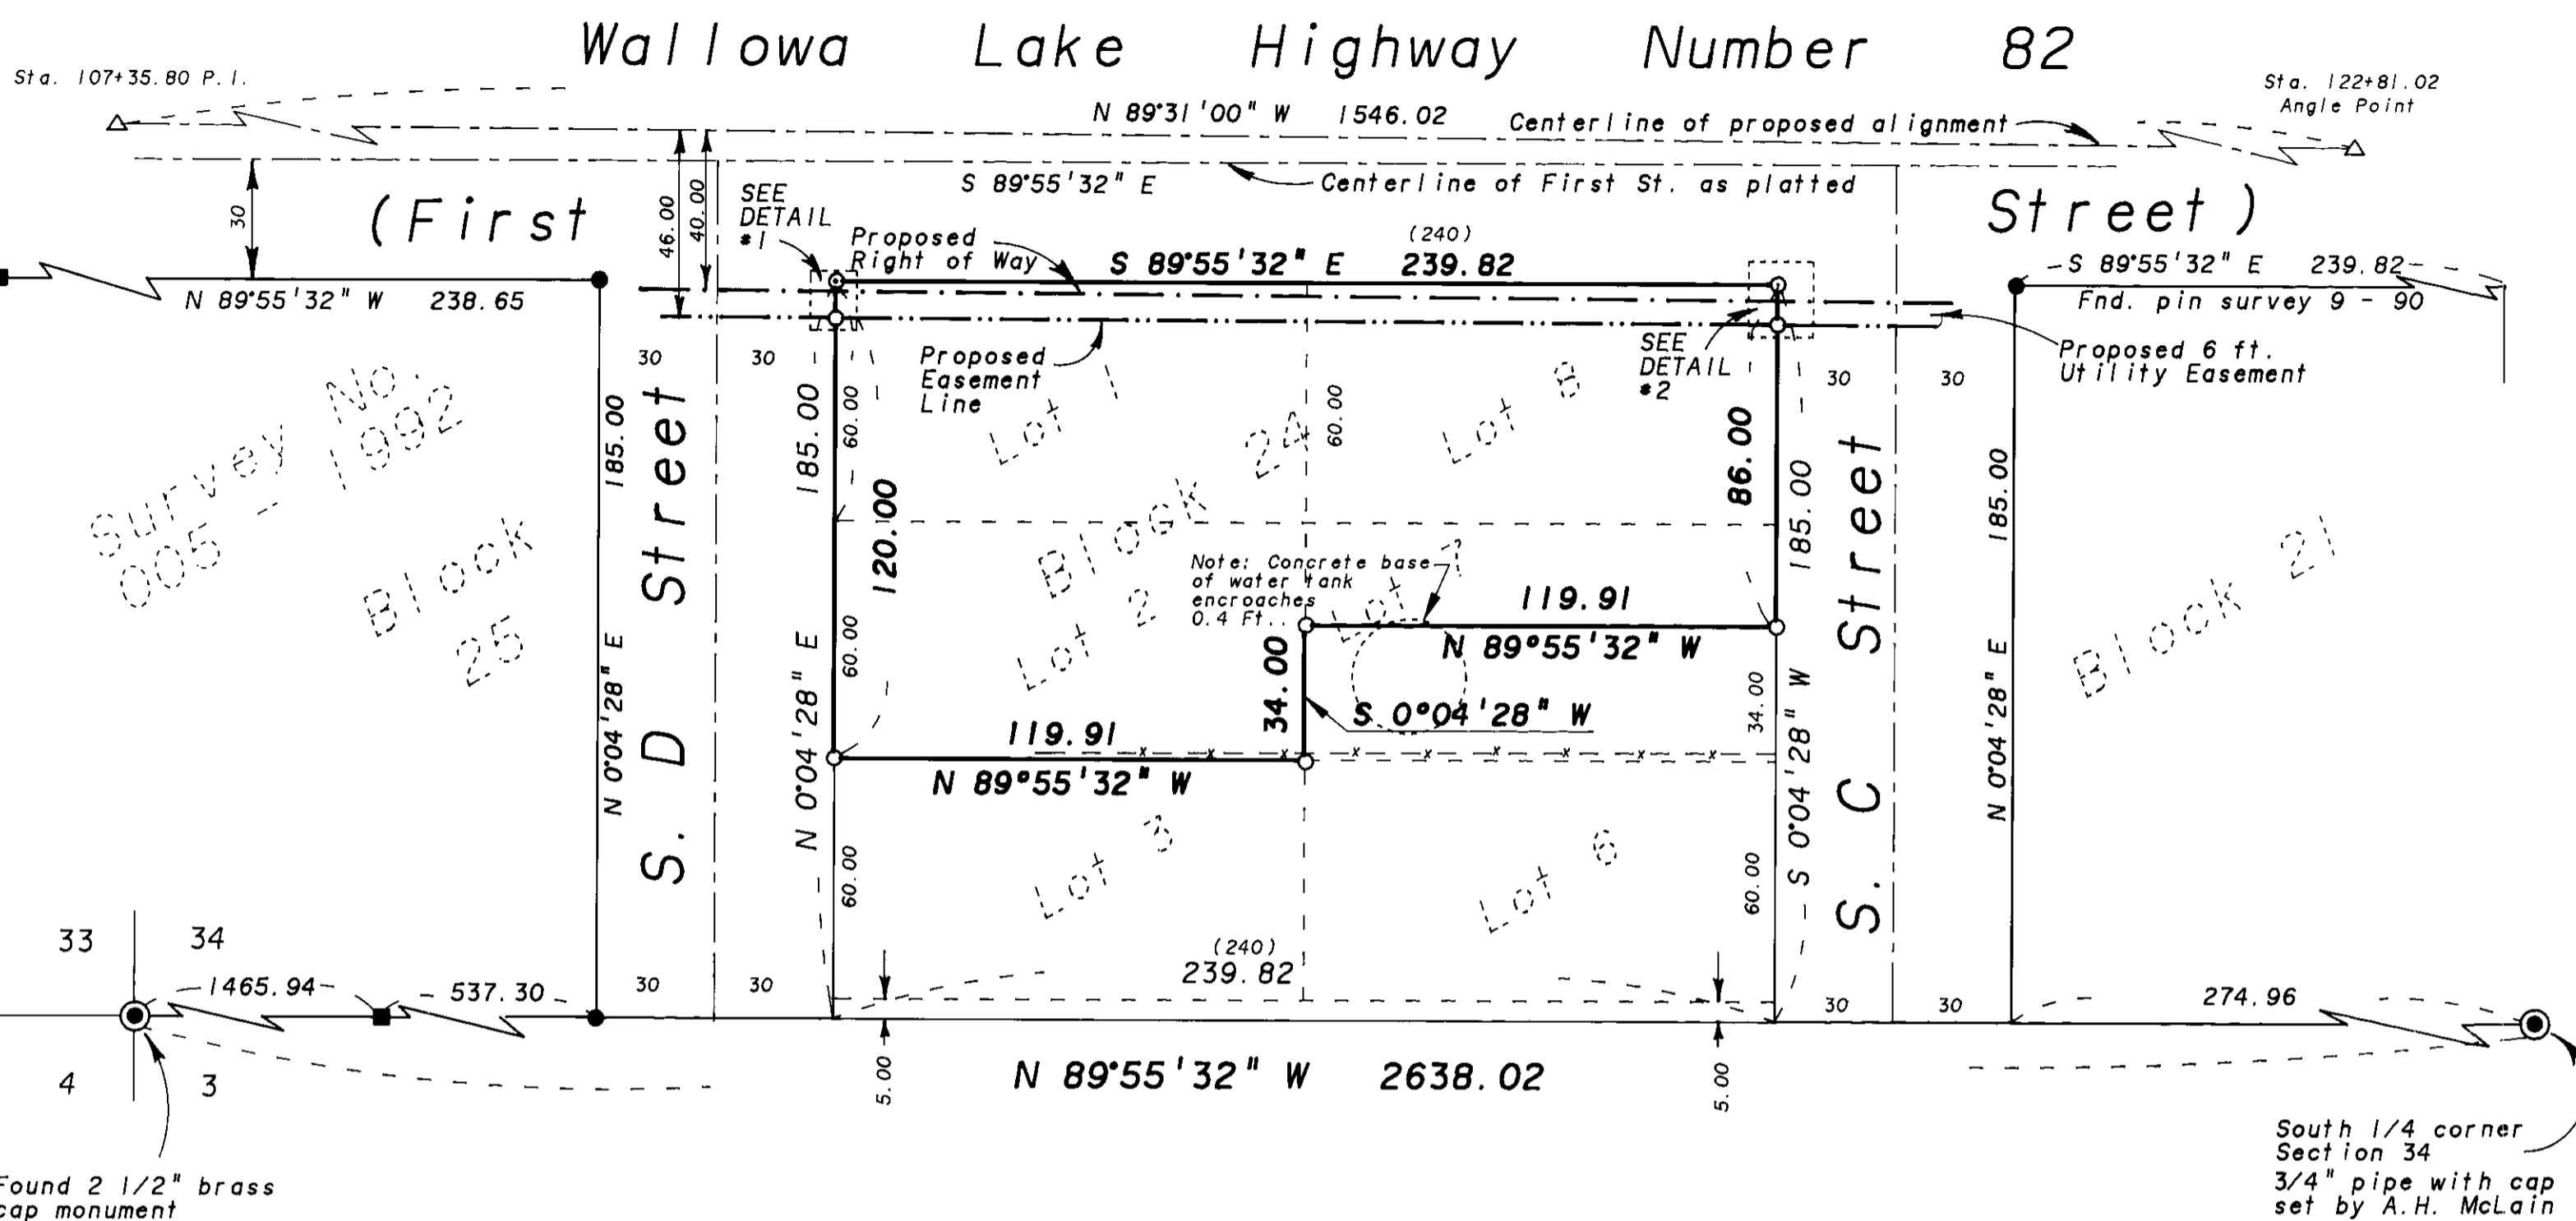 Wallowa Lake Highway Number 82
Sta. 107+35.80 P.I.
Sta. 122+81.02
Angle Point
N 89°31'00" W 1546.02
Centerline of proposed alignment
S 89°55'32" E
Centerline of First St. as platted
(First Street)
30
46.00
40.00
SEE
DETAIL
#1
Proposed
Right of Way
(240)
S 89°55'32" E 239.82
S 89°55'32" E 239.82
Fnd. pin survey 9 - 90
N 89°55'32" W 238.65
Proposed
Easement
Line
SEE
DETAIL
#2
Proposed 6 ft.
Utility Easement
30
30
30
30
Survey No.
005 - 1992
Block
25
185.00
N 0°04'28" E
S. D Street
185.00
N 0°04'28" E
60.00
120.00
60.00
60.00
Lot 1
Block 24
60.00
Lot 8
86.00
185.00
S 0°04'28" W
S. C Street
185.00
N 0°04'28" E
Block 21
Lot 2
Note: Concrete base
of water tank
encroaches
0.4 Ft..
Lot 7
119.91
N 89°55'32" W
34.00
S 0°04'28" W
34.00
119.91
N 89°55'32" W
Lot 3
Lot 6
60.00
33
34
4
3
1465.94
537.30
30
30
(240)
239.82
30
30
274.96
5.00
N 89°55'32" W 2638.02
5.00
Found 2 1/2" brass
cap monument
South 1/4 corner
Section 34
3/4" pipe with cap
set by A.H. McLain